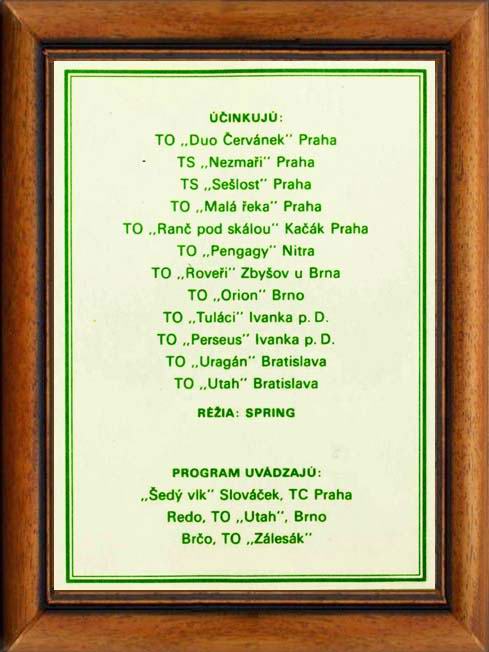 ÚČINKUJÚ:
TO „Duo Červánek" Praha
TS „Nezmaři" Praha
TS „Sešlost" Praha
TO „Malá řeka" Praha
TO „Ranč pod skálou" Kačák Praha
TO „Pengagy" Nitra
TO „Roveři" Zbyšov u Brna
TO „Orion" Brno
TO „Tuláci" Ivanka p. D.
TO „Perseus" Ivanka p. D.
TO „Uragán" Bratislava
TO „Utah" Bratislava
RÉŽIA: SPRING
PROGRAM UVÁDZAJÚ:
„Šedý vlk" Slováček, TC Praha
Redo, TO „Utah", Brno
Brčo, TO „Zálesák"